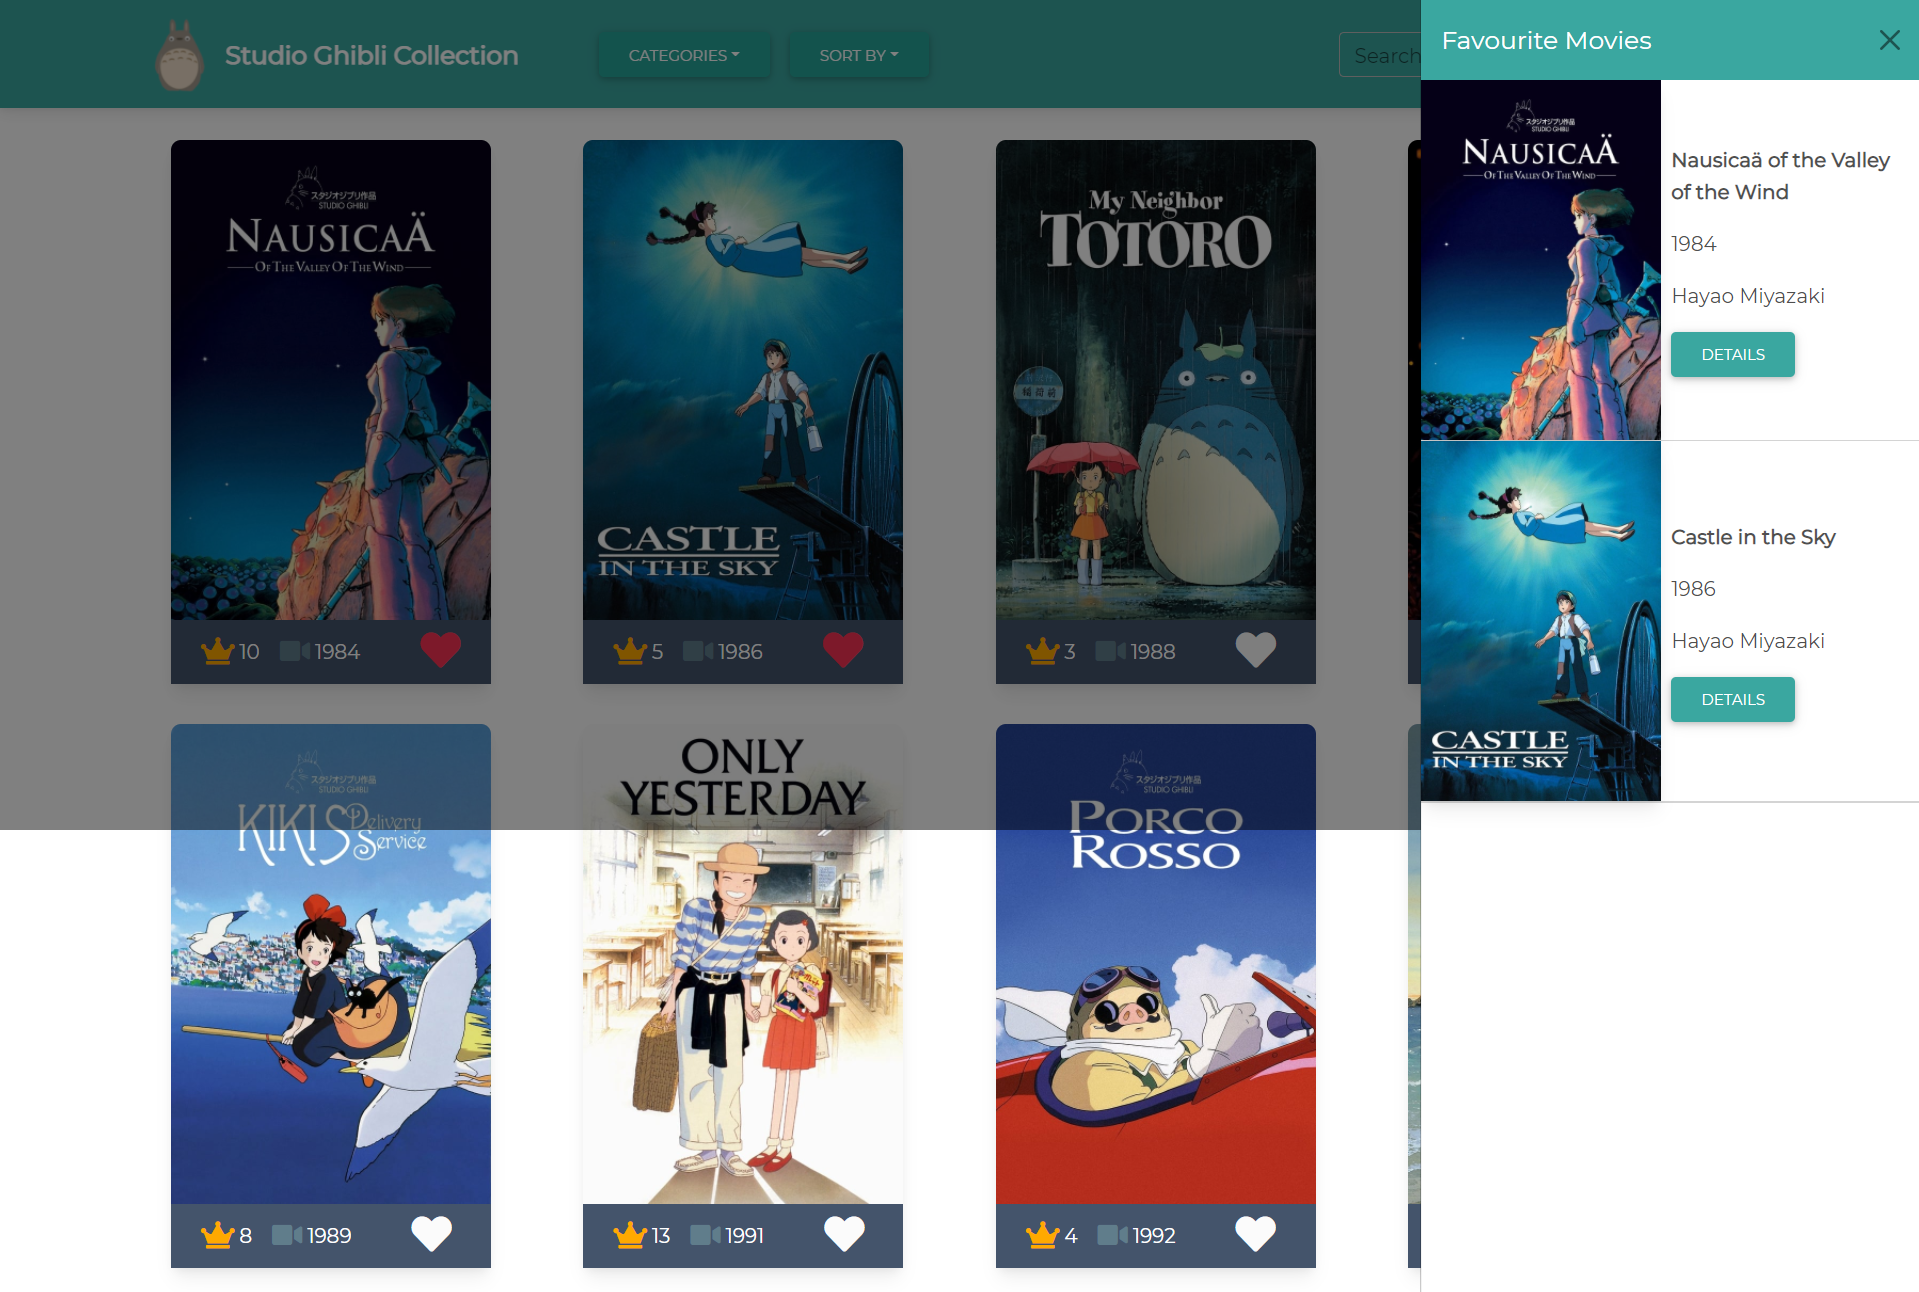 Studio Ghibli Collection
CATEGORIES
SORT BY
Search
Favourite Movies
スタジオジブリ作品
STUDIO GHIBLI
NAUSICAÄ
OF THE VALLEY OF THE WIND
10 1984
CASTLE
IN THE SKY
5 1986
My Neighbor
TOTORO
稲荷前
3 1988
スタジオジブリ作品
STUDIO GHIBLI
KIKI'S Delivery
Service
8 1989
ONLY
YESTERDAY
13 1991
スタジオジブリ作品
STUDIO GHIBLI
PORCO
ROSSO
4 1992
スタジオジブリ作品
STUDIO GHIBLI
NAUSICAÄ
OF THE VALLEY OF THE WIND
Nausicaä of the Valley
of the Wind
1984
Hayao Miyazaki
DETAILS
CASTLE
IN THE SKY
Castle in the Sky
1986
Hayao Miyazaki
DETAILS